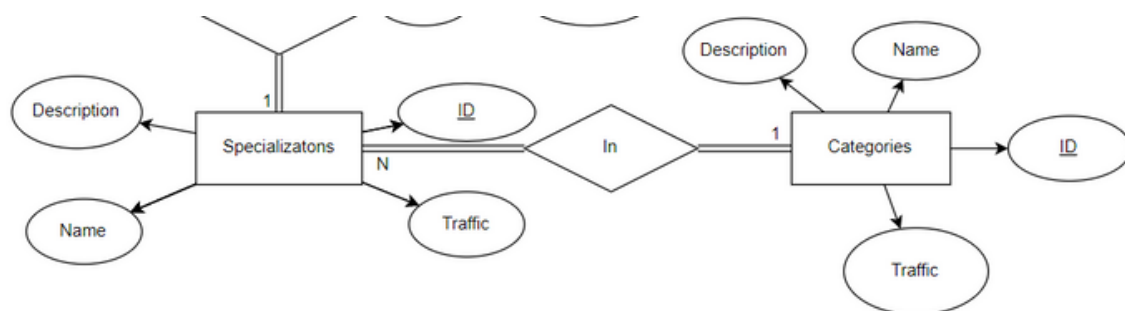 Description
Name
1
Description
ID
1
Specializatons
In
Categories
ID
N
Name
Traffic
Traffic